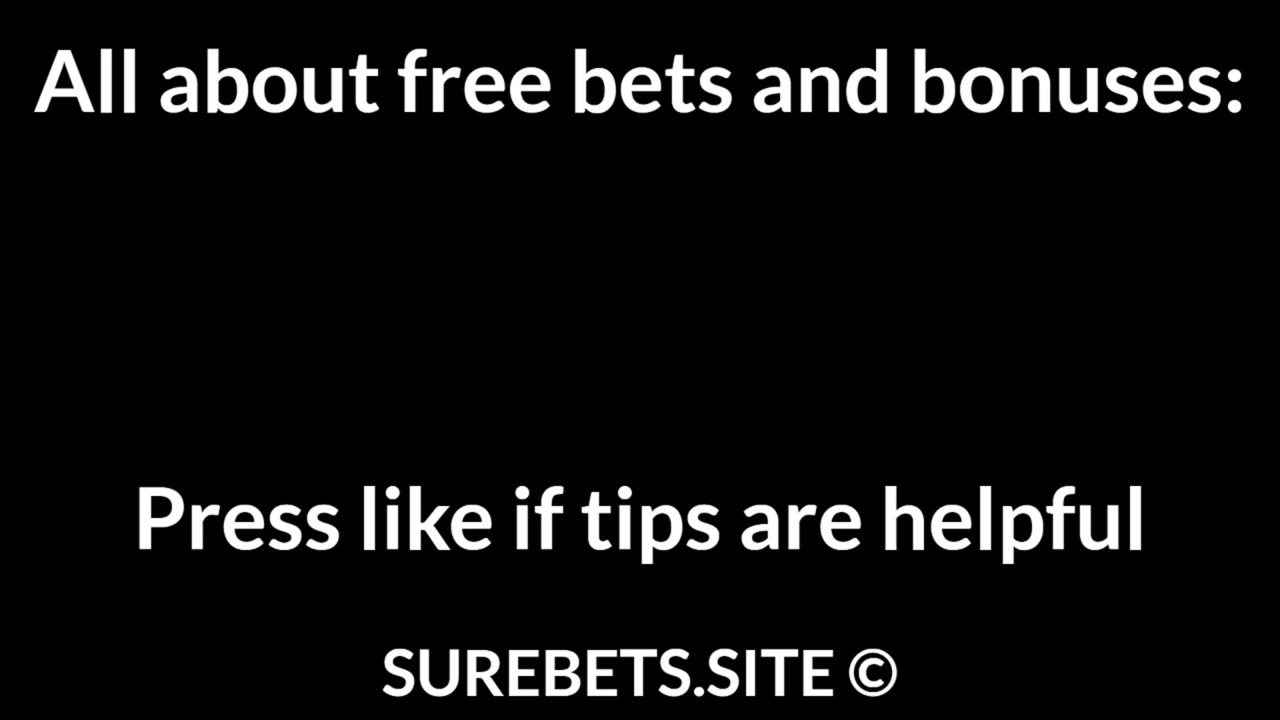 All about free bets and bonuses:
Press like if tips are helpful
SUREBETS.SITE ©